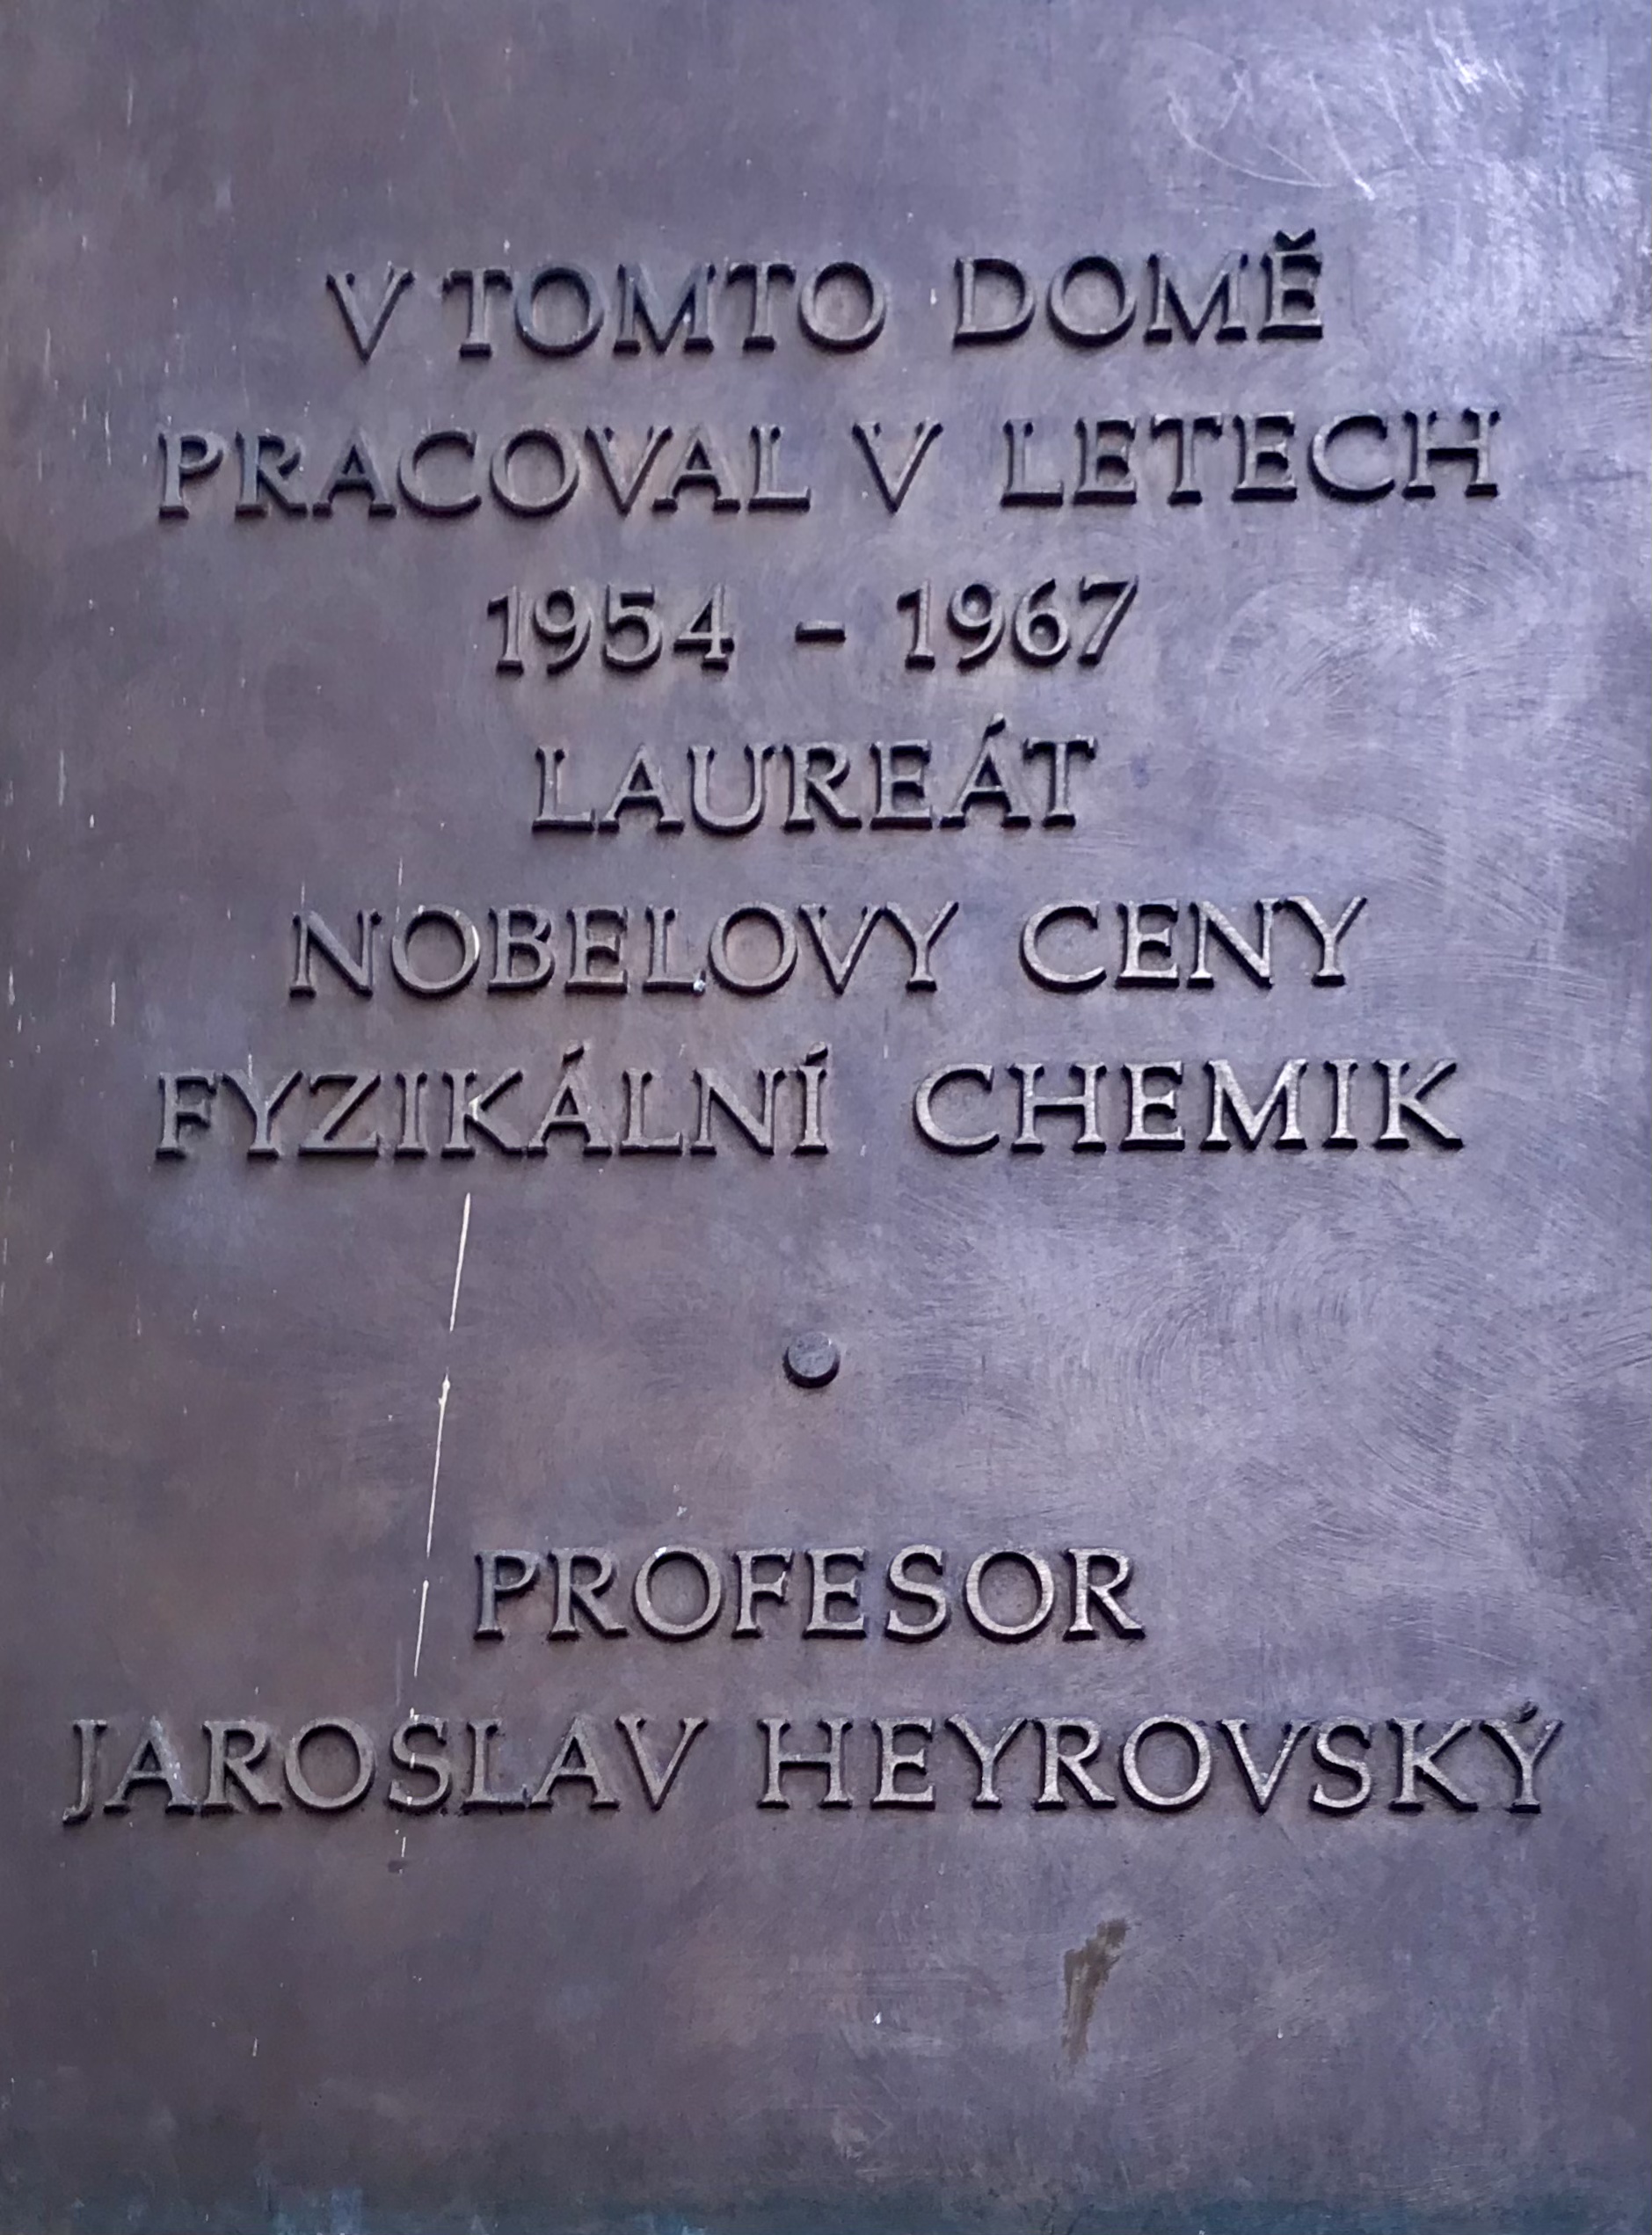 V TOMTO DOMĚ
PRACOVAL V LETECH
1954 - 1967
LAUREÁT
NOBELOVY CENY
FYZIKÁLNÍ CHEMIK
PROFESOR
JAROSLAV HEYROVSKÝ